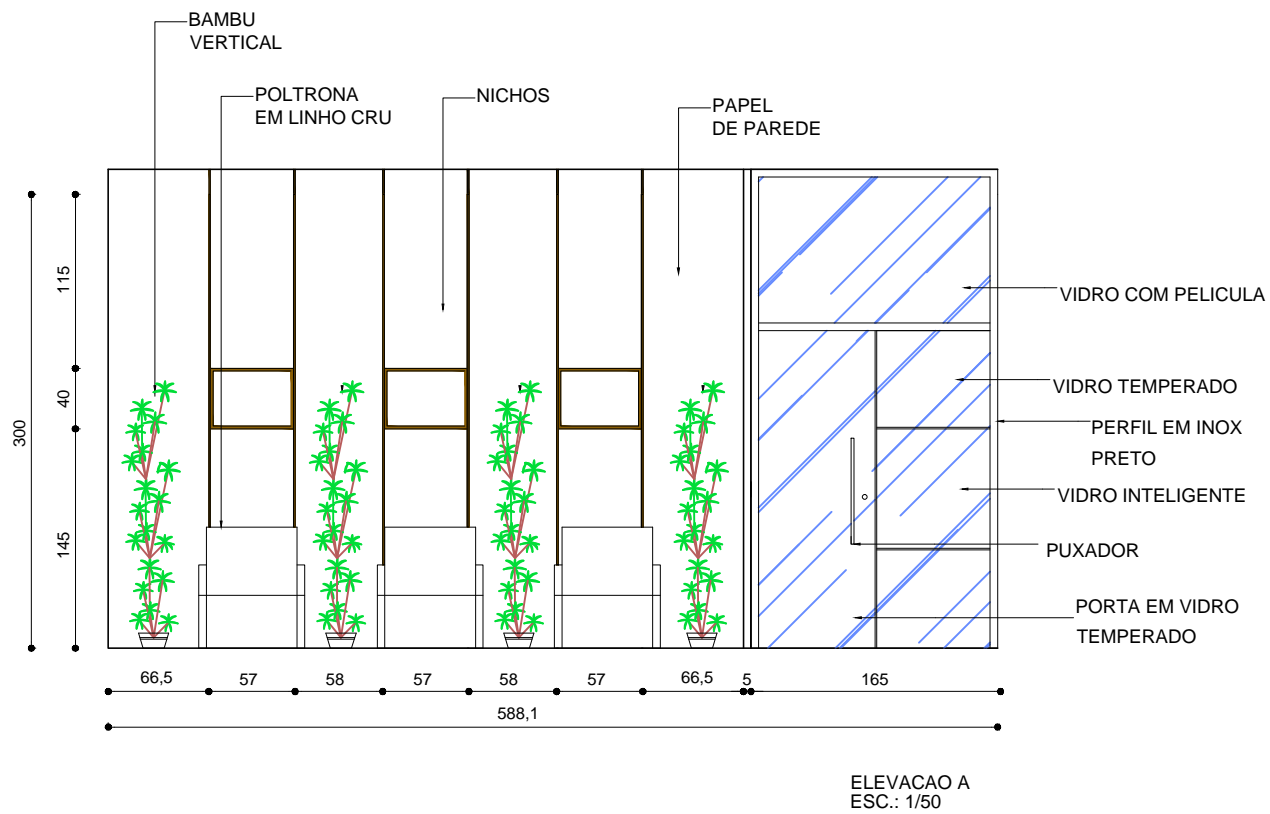 BAMBU
VERTICAL
POLTRONA
EM LINHO CRU
NICHOS
PAPEL
DE PAREDE
VIDRO COM PELICULA
VIDRO TEMPERADO
PERFIL EM INOX
PRETO
VIDRO INTELIGENTE
PUXADOR
PORTA EM VIDRO
TEMPERADO
300
115
40
145
66,5 57 58 57 58 57 66,5 5 165
588,1
ELEVACAO A
ESC.: 1/50